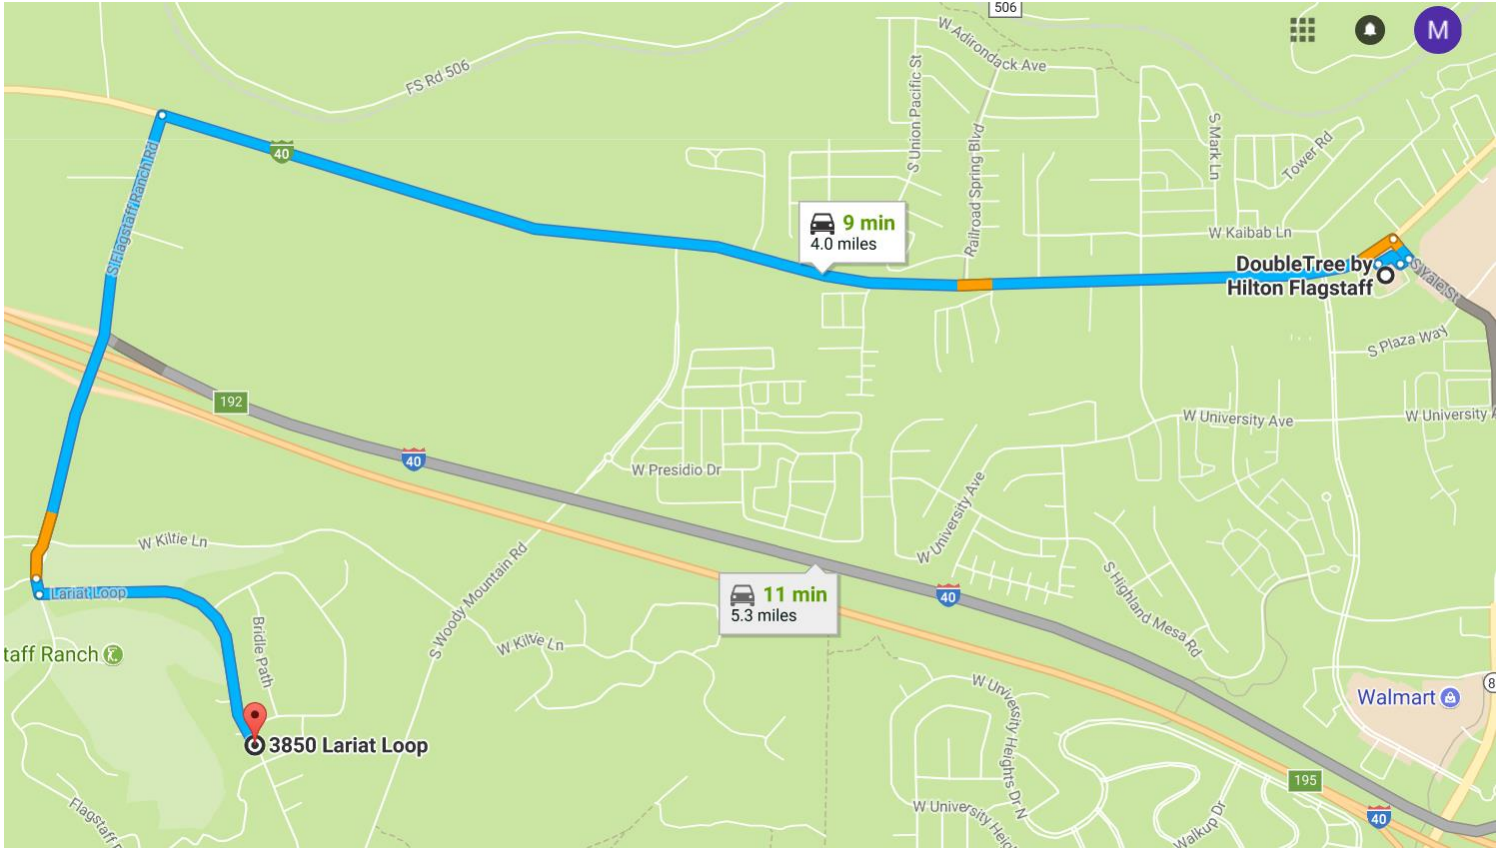 506
M
W Adirondack Ave
FS Rd 506
S Union Pacific St
S Mark Ln
Tower Rd
Railroad Spring Blvd
40
S Flagstaff Ranch Rd
9 min
4.0 miles
W Kaibab Ln
DoubleTree by
Hilton Flagstaff
S Yale St
S Plaza Way
192
40
W University Ave
W University A
W Presidio Dr
W University Ave
W Kiltie Ln
S Woody Mountain Rd
11 min
5.3 miles
40
S Highland Mesa Rd
Lariat Loop
Bridle Path
W Kiltie Ln
taff Ranch
W University Heights Dr N
8
Walmart
3850 Lariat Loop
195
Flagstaff R
W University Heig
Walkup Dr
40